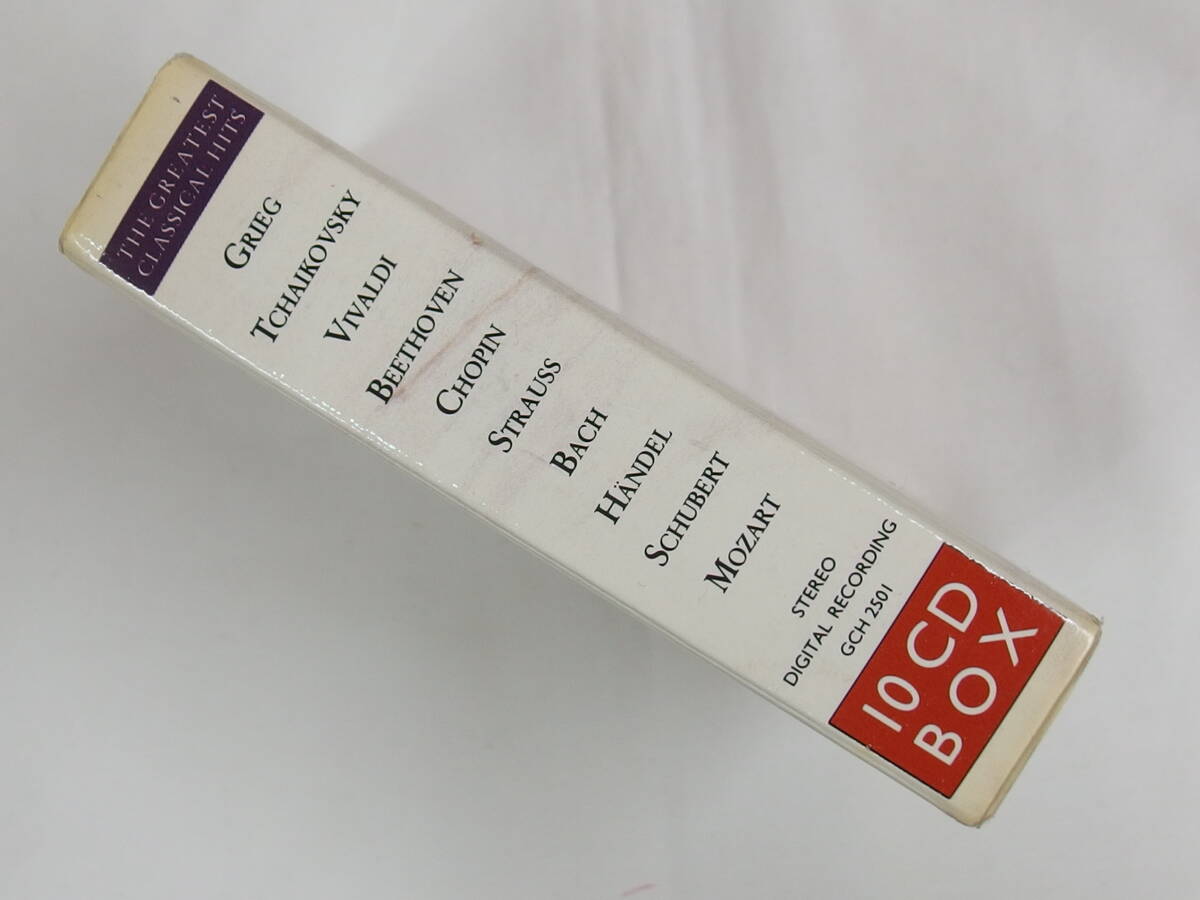 THE GREATEST
CLASSICAL HITS
GRIEG
TCHAIKOVSKY
VIVALDI
BEETHOVEN
CHOPIN
STRAUSS
BACH
HÄNDEL
SCHUBERT
MOZART
STEREO
DIGITAL RECORDING
GCH 2501
10 CD
BOX